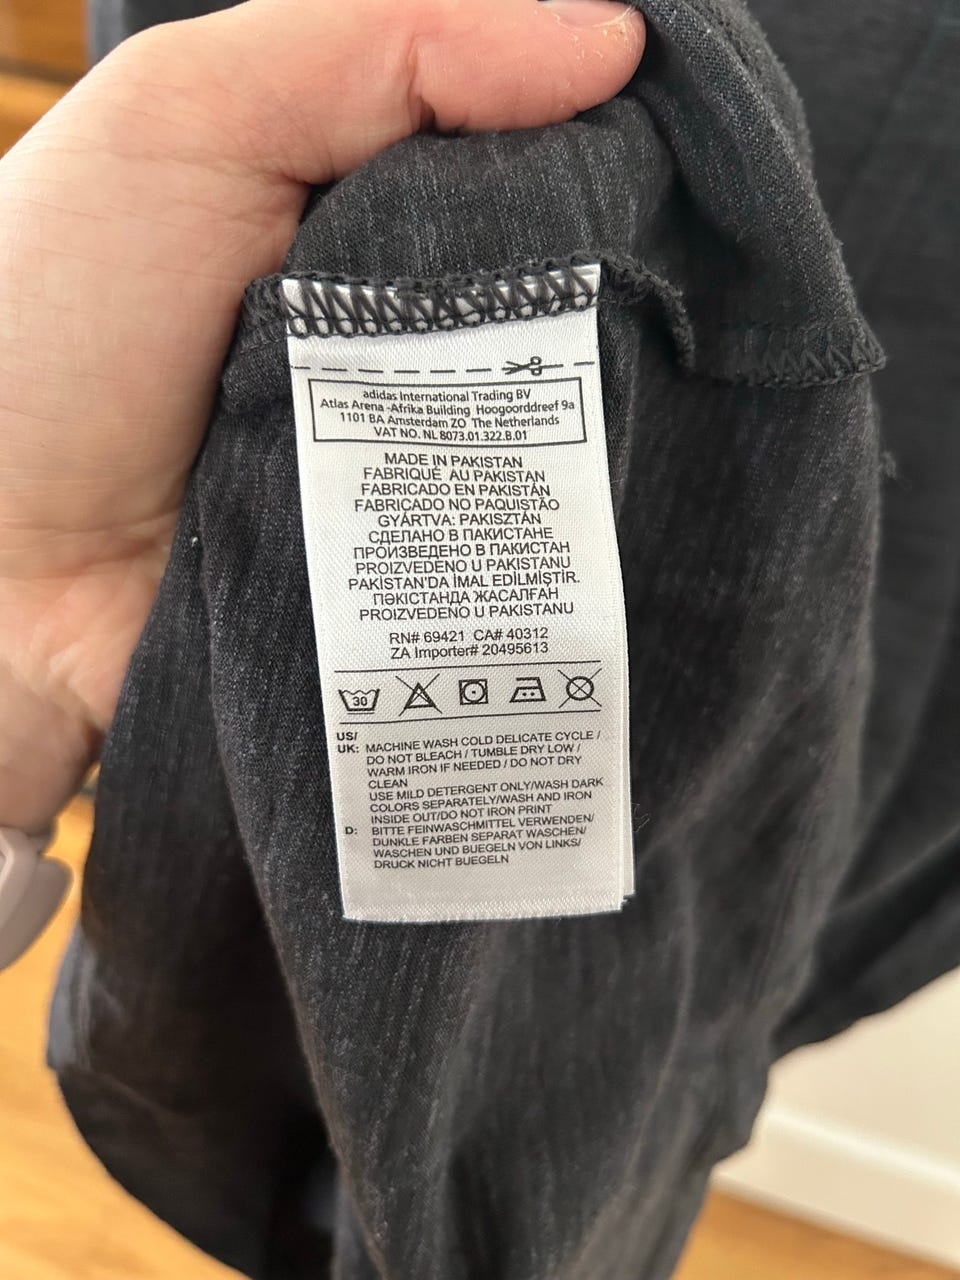 adidas International Trading BV
Atlas Arena -Afrika Building Hoogoorddreef 9a
1101 BA Amsterdam ZO The Netherlands
VAT NO. NL 8073.01.322.B.01
MADE IN PAKISTAN
FABRIQUÉ AU PAKISTAN
FABRICADO EN PAKISTÁN
FABRICADO NO PAQUISTÃO
GYÁRTVA: PAKISZTÁN
СДЕЛАНО В ПАКИСТАНЕ
ПРОИЗВЕДЕНО В ПАКИСТАН
PROIZVEDENO U PAKISTANU
PAKİSTAN'DA İMAL EDİLMİŞTİR.
ПӘКІСТАНДА ЖАСАЛҒАН
PROIZVEDENO U PAKISTANU
RN# 69421 CA# 40312
ZA Importer# 20495613
30
US/
UK: MACHINE WASH COLD DELICATE CYCLE /
DO NOT BLEACH / TUMBLE DRY LOW /
WARM IRON IF NEEDED / DO NOT DRY
CLEAN
USE MILD DETERGENT ONLY/WASH DARK
COLORS SEPARATELY/WASH AND IRON
INSIDE OUT/DO NOT IRON PRINT
D: BITTE FEINWASCHMITTEL VERWENDEN/
DUNKLE FARBEN SEPARAT WASCHEN/
WASCHEN UND BUEGELN VON LINKS/
DRUCK NICHT BUEGELN